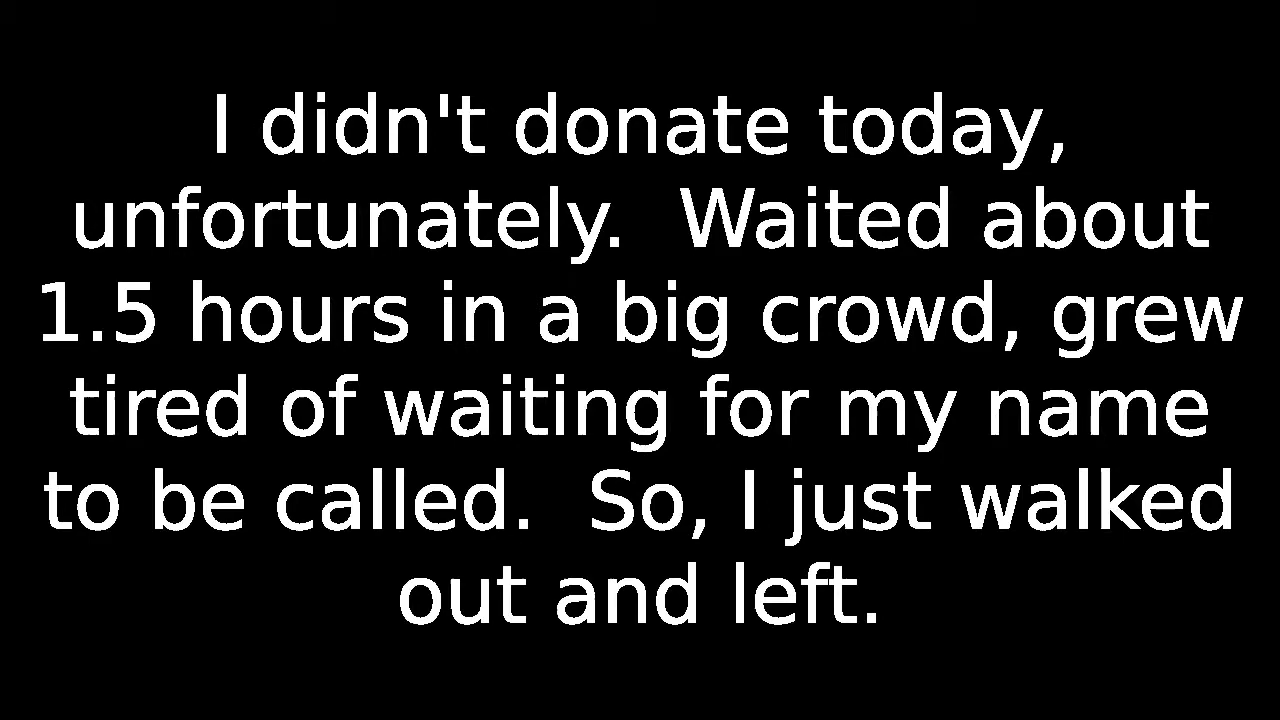 I didn't donate today,
unfortunately.  Waited about
1.5 hours in a big crowd, grew
tired of waiting for my name
to be called.  So, I just walked
out and left.